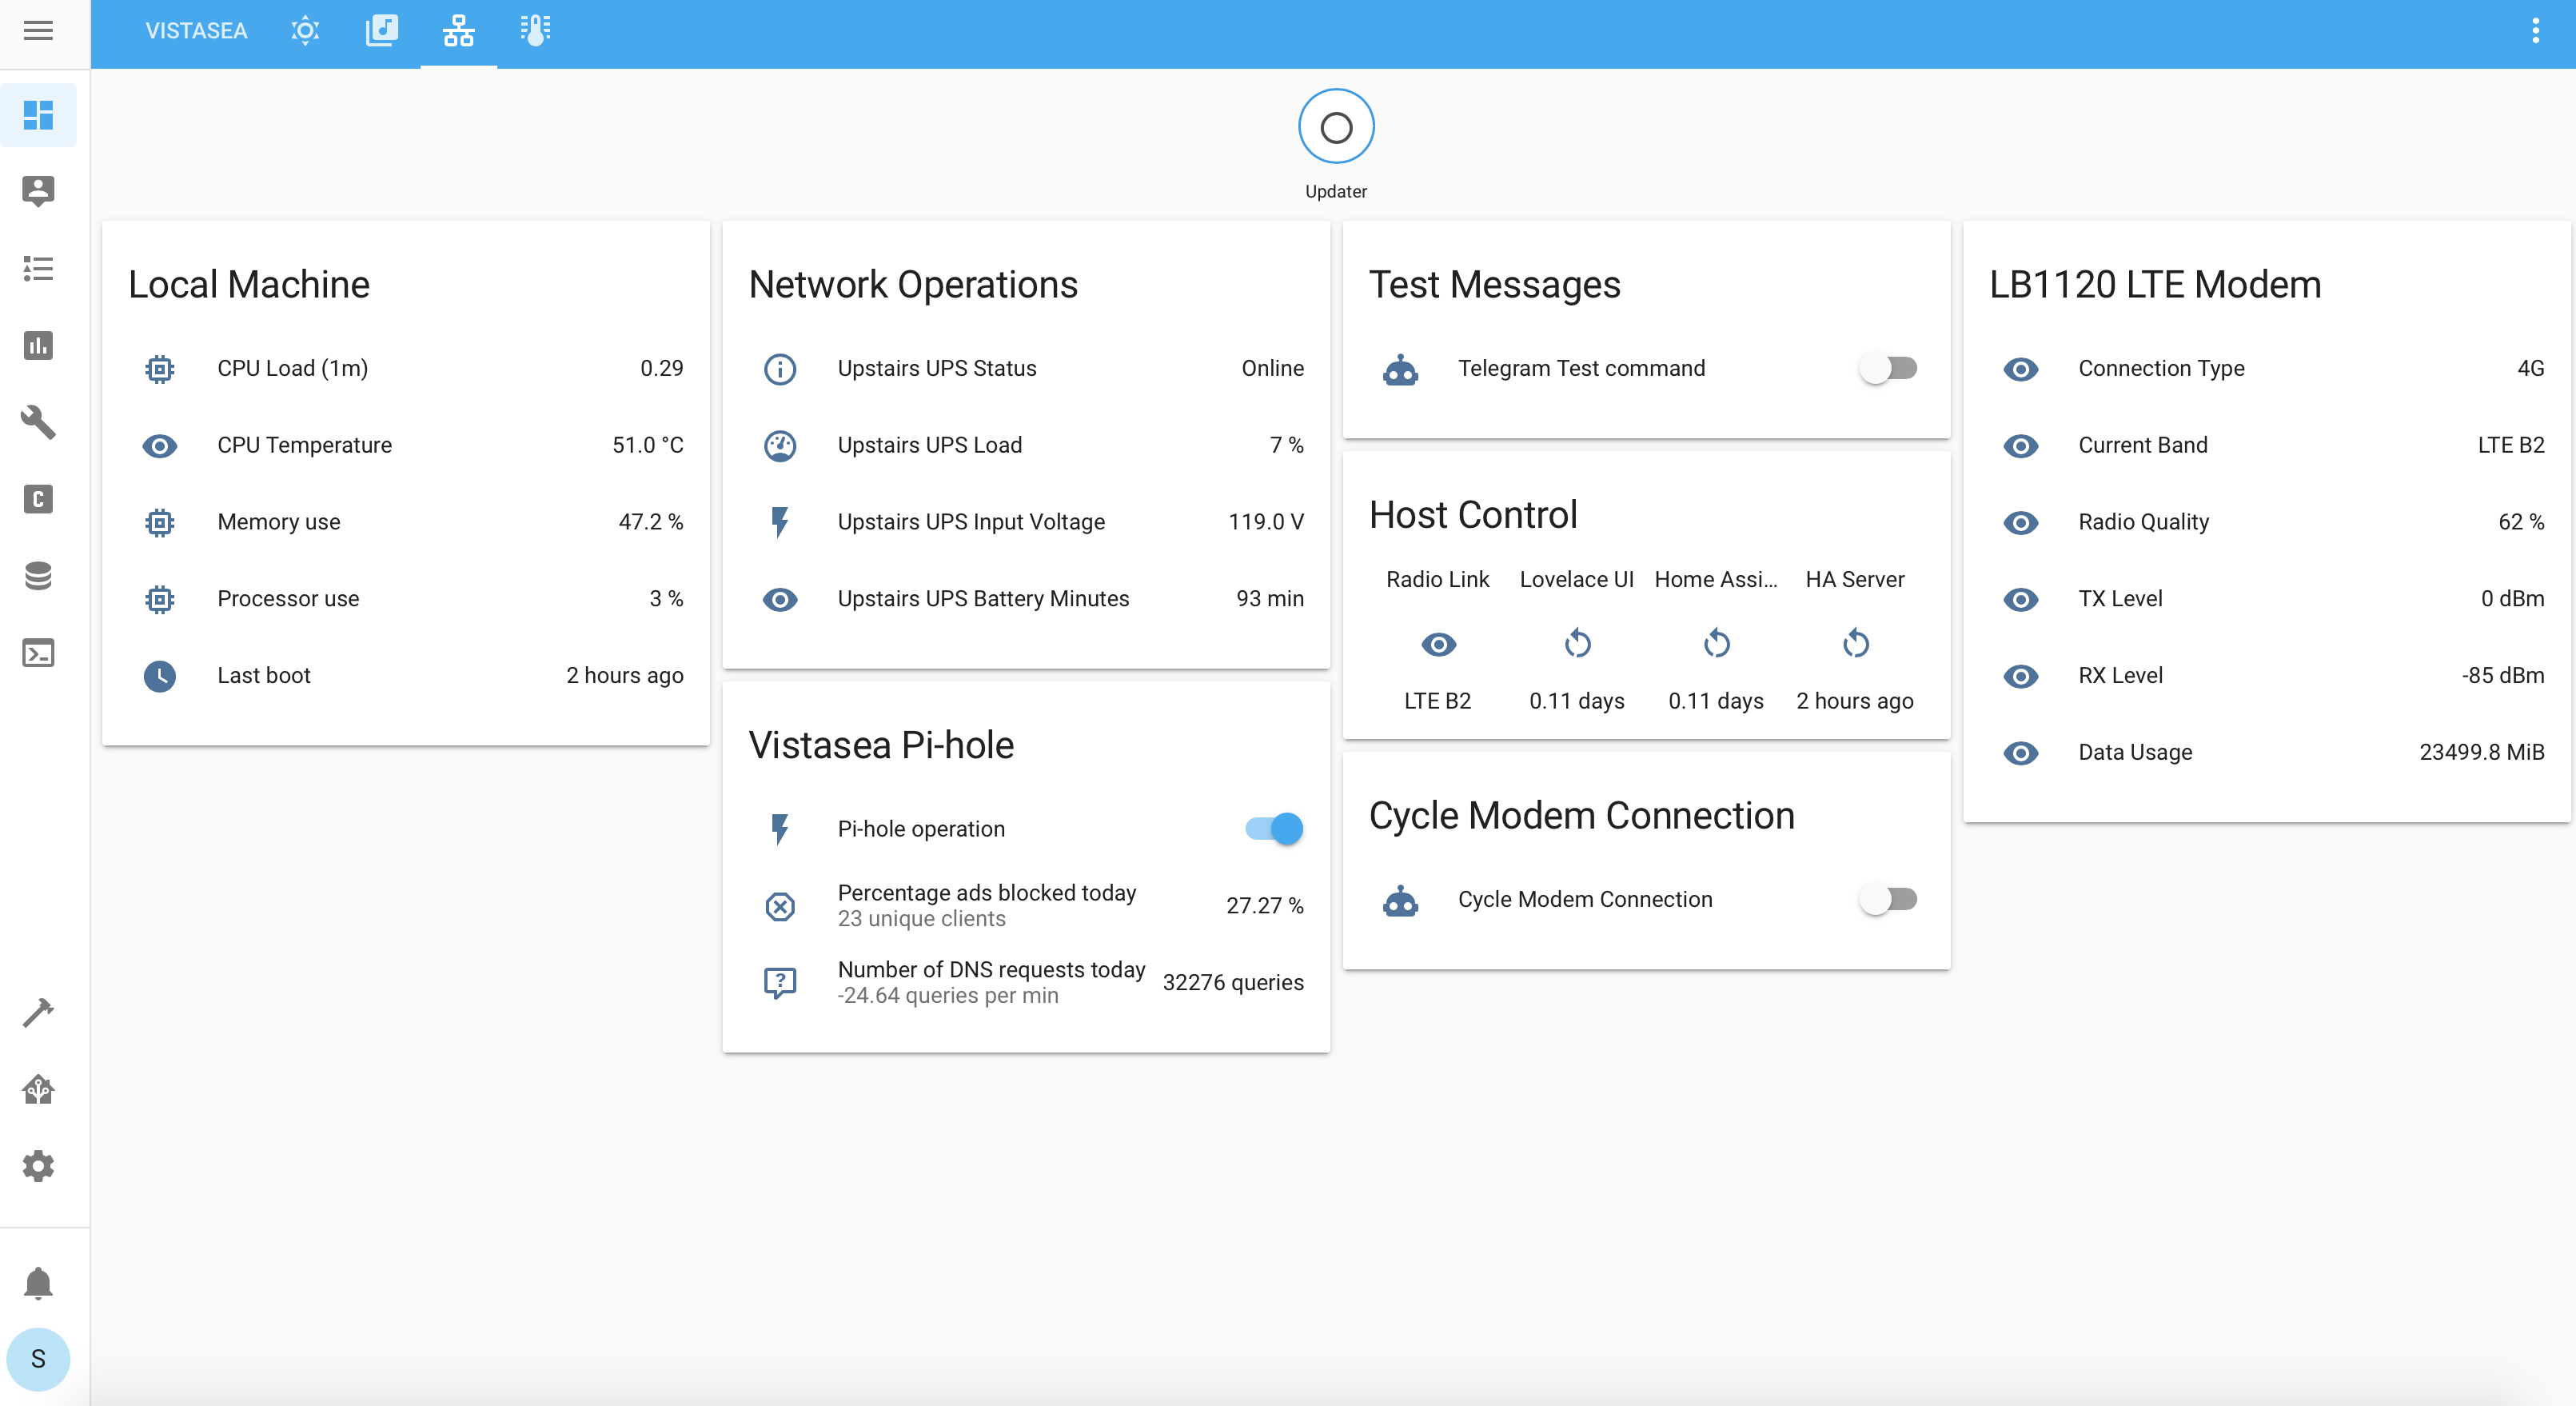 VISTASEA
Updater
Local Machine
CPU Load (1m) 0.29
CPU Temperature 51.0 °C
Memory use 47.2 %
Processor use 3 %
Last boot 2 hours ago
Network Operations
Upstairs UPS Status Online
Upstairs UPS Load 7 %
Upstairs UPS Input Voltage 119.0 V
Upstairs UPS Battery Minutes 93 min
Vistasea Pi-hole
Pi-hole operation
Percentage ads blocked today 27.27 %
23 unique clients
Number of DNS requests today 32276 queries
-24.64 queries per min
Test Messages
Telegram Test command
Host Control
Radio Link Lovelace UI Home Assi... HA Server
LTE B2 0.11 days 0.11 days 2 hours ago
Cycle Modem Connection
Cycle Modem Connection
LB1120 LTE Modem
Connection Type 4G
Current Band LTE B2
Radio Quality 62 %
TX Level 0 dBm
RX Level -85 dBm
Data Usage 23499.8 MiB
C
S